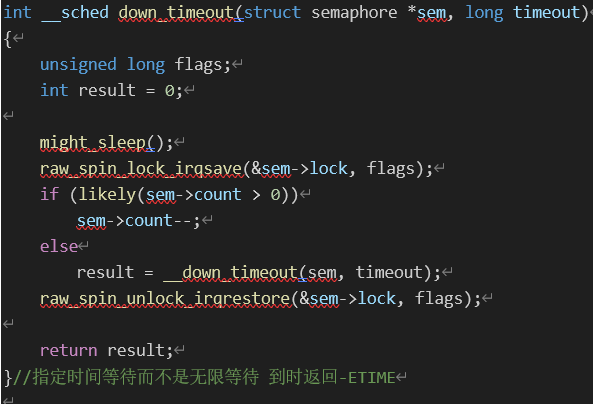 int __sched down_timeout(struct semaphore *sem, long timeout)
{
    unsigned long flags;
    int result = 0;

    might_sleep();
    raw_spin_lock_irqsave(&sem->lock, flags);
    if (likely(sem->count > 0))
        sem->count--;
    else
        result = __down_timeout(sem, timeout);
    raw_spin_unlock_irqrestore(&sem->lock, flags);

    return result;
}//指定时间等待而不是无限等待 到时返回-ETIME